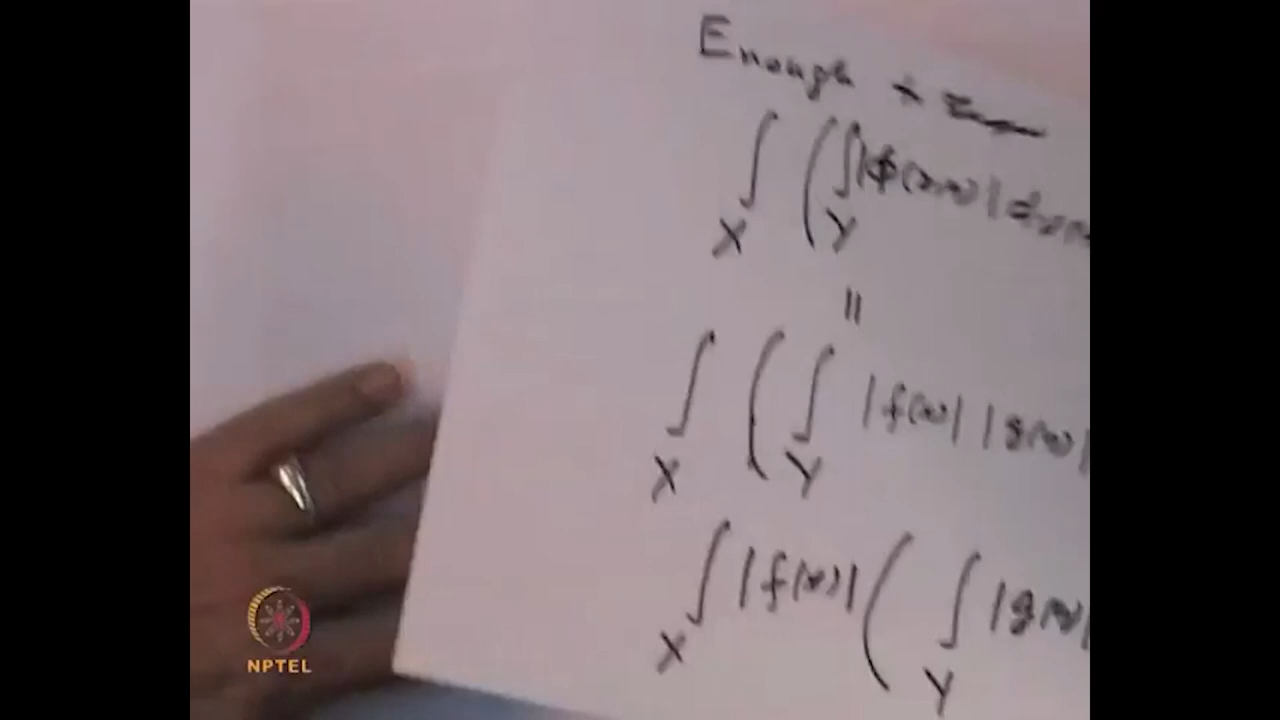 Enough
∫ ( ∫ |ϕ(x,y)|
X Y
||
∫ ( ∫ |f(x)| |g(y)|
X Y
∫ |f(x)| ( ∫ |g(y)|
X Y
NPTEL